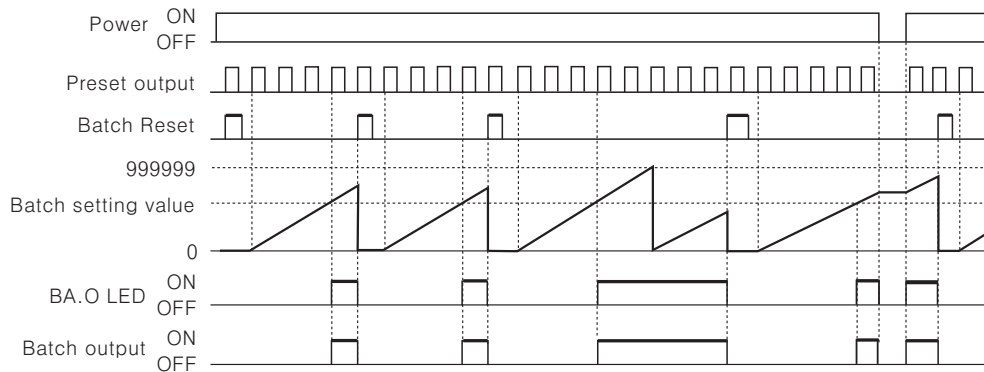 Power ON
OFF
Preset output
Batch Reset
999999
Batch setting value
0
BA.O LED ON
OFF
Batch output ON
OFF